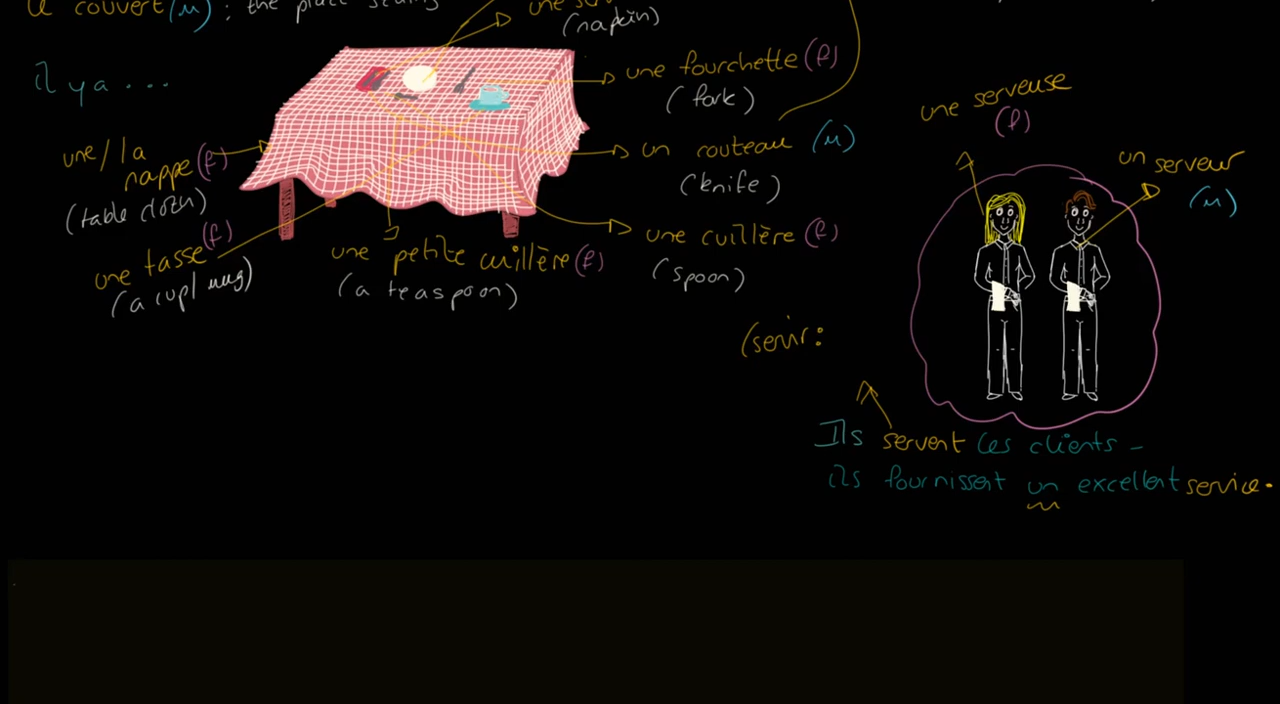 le couvert (M) : the place setting
une ser
(napkin)
il y a ...
une fourchette (f)
(fork)
une/la
nappe (f)
(table cloth)
un couteau (M)
(knife)
une tasse (f)
(a cup/mug)
une petite cuillère (f)
(a teaspoon)
une cuillère (f)
(spoon)
une serveuse
(f)
un serveur
(M)
(servir:
Ils servent les clients -
ils fournissent un excellent service.